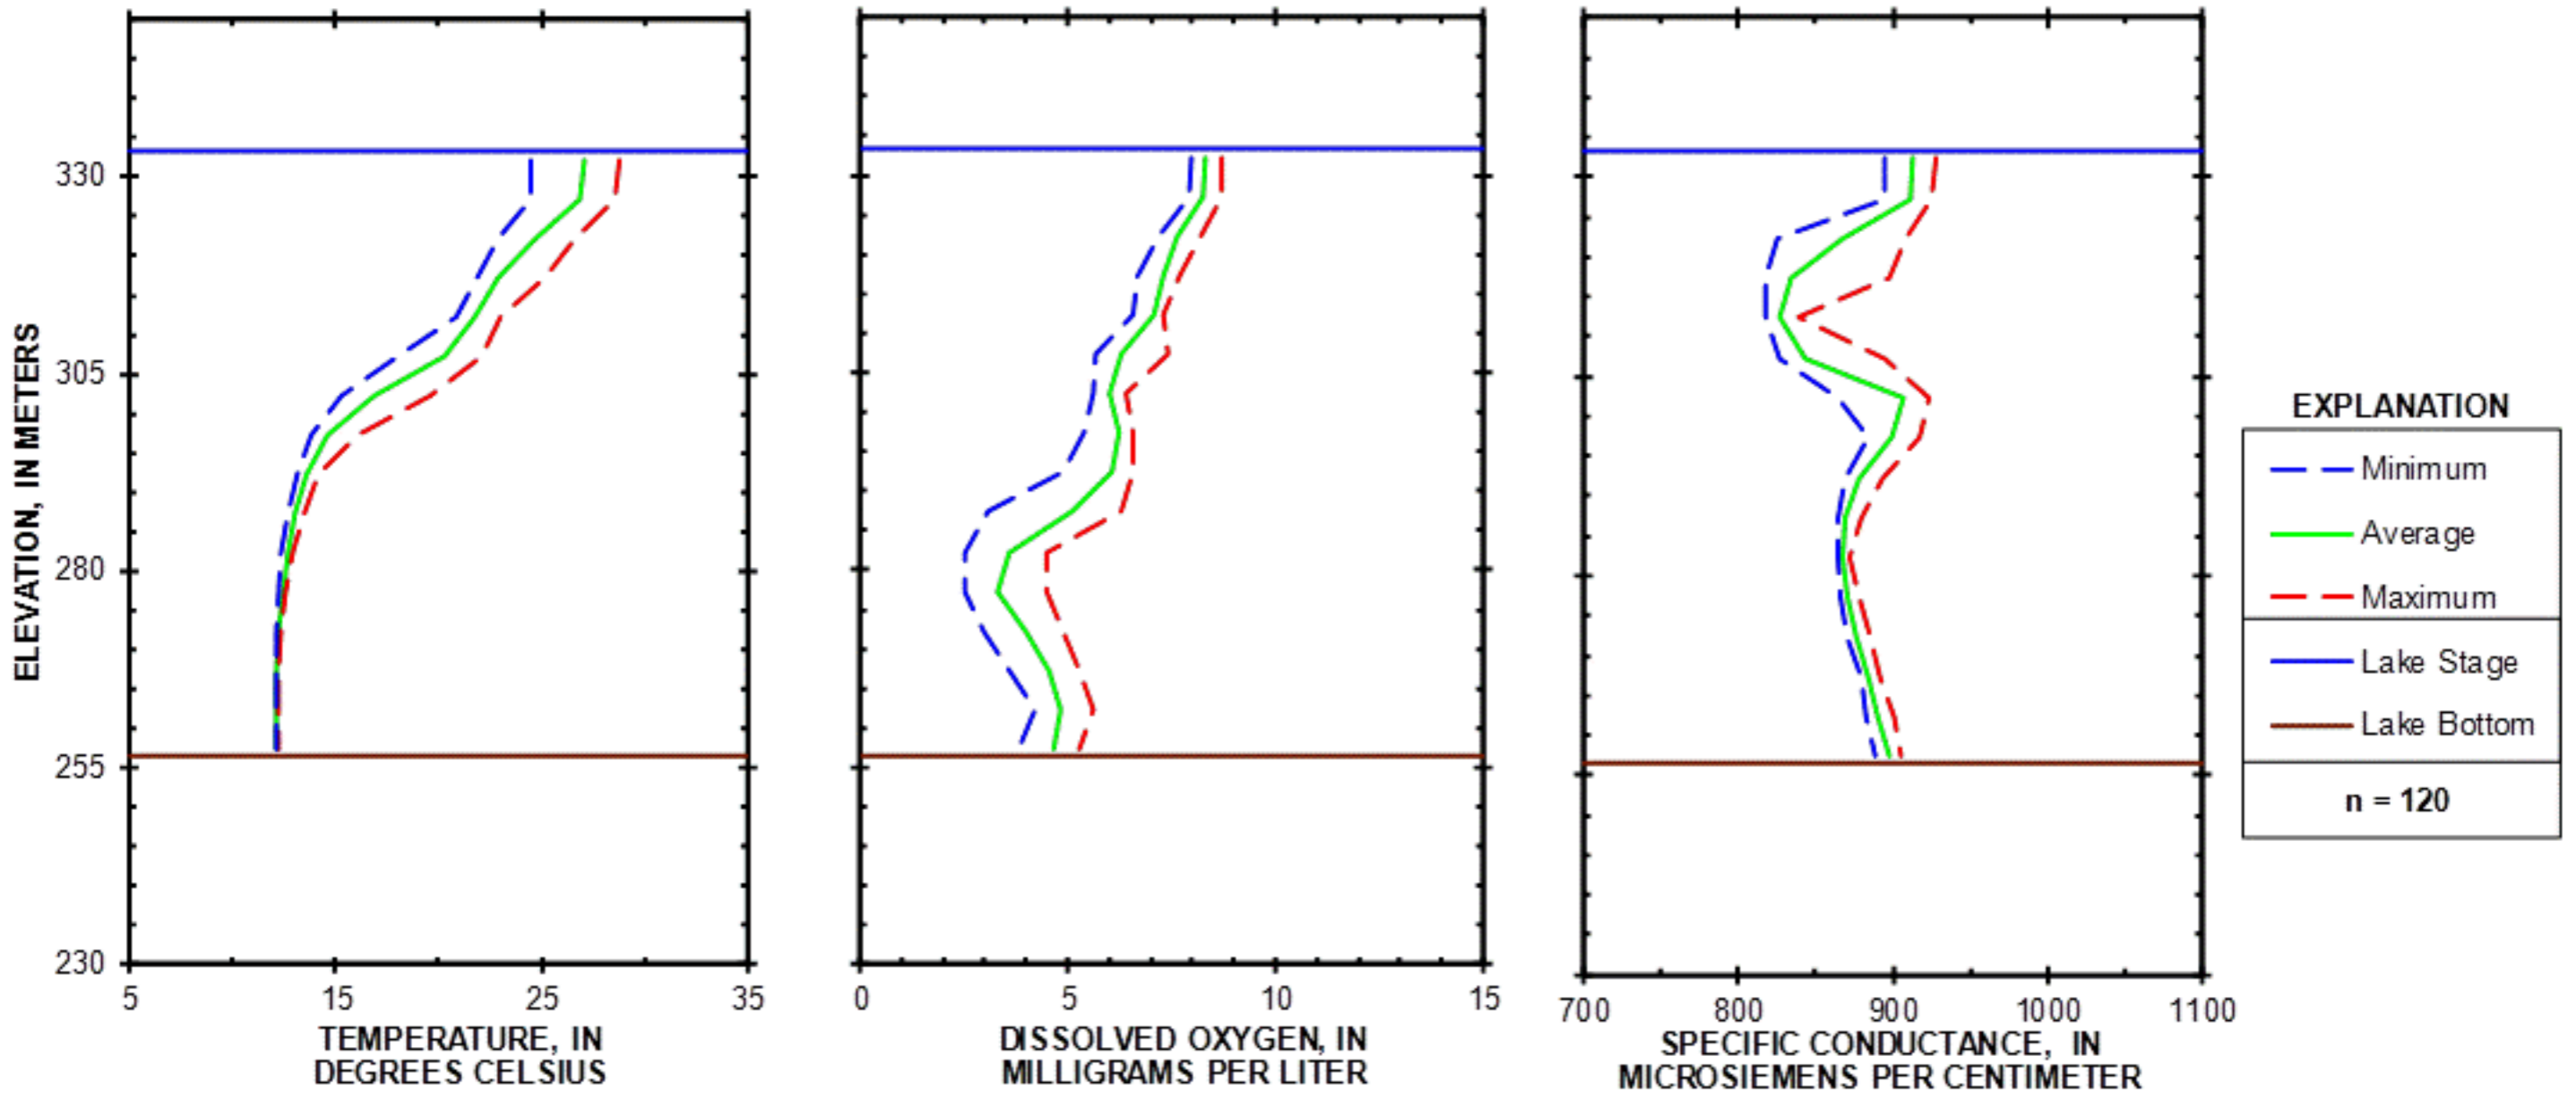 ELEVATION, IN METERS
330
305
280
255
230
5 15 25 35
TEMPERATURE, IN
DEGREES CELSIUS
0 5 10 15
DISSOLVED OXYGEN, IN
MILLIGRAMS PER LITER
700 800 900 1000 1100
SPECIFIC CONDUCTANCE, IN
MICROSIEMENS PER CENTIMETER
EXPLANATION
Minimum
Average
Maximum
Lake Stage
Lake Bottom
n = 120